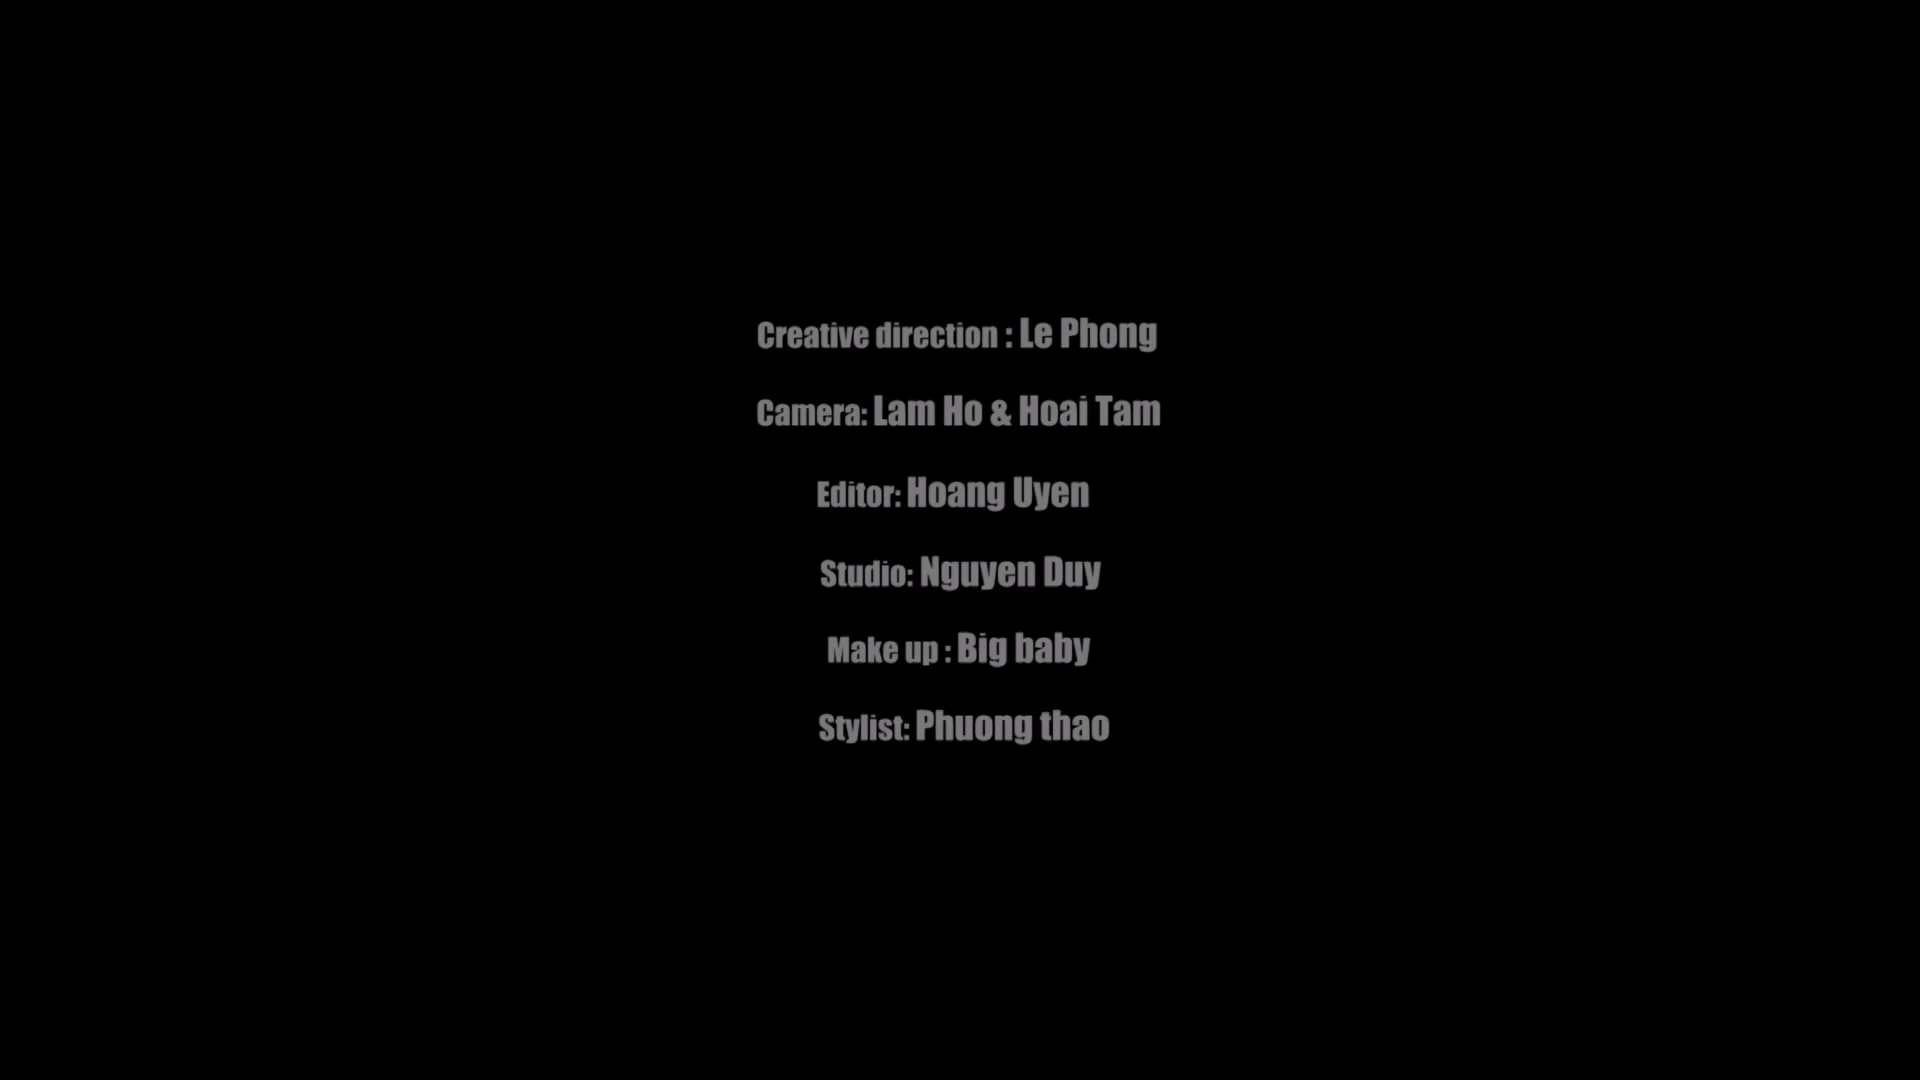 Creative direction : Le Phong
Camera: Lam Ho & Hoai Tam
Editor: Hoang Uyen
Studio: Nguyen Duy
Make up : Big baby
Stylist: Phuong thao